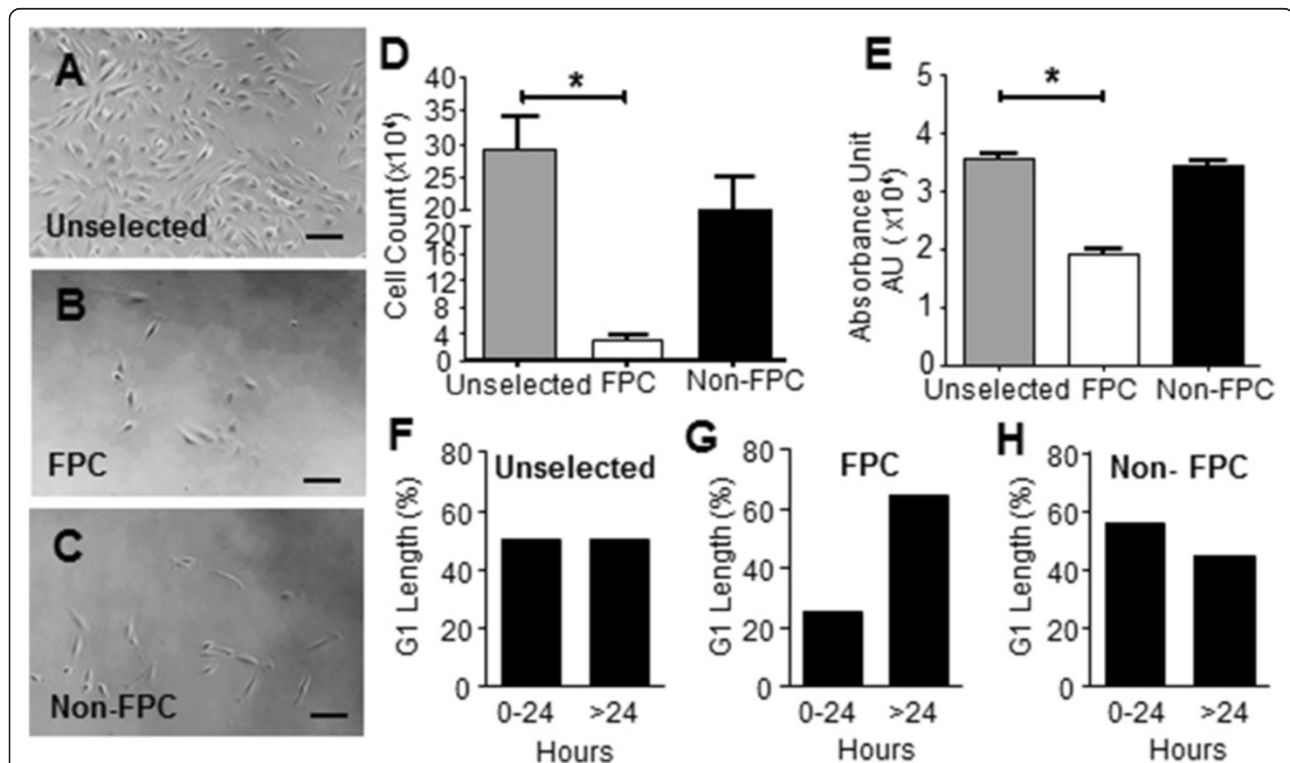 A
Unselected
B
FPC
C
Non-FPC
D
*
Cell Count (x10⁴)
40
35
30
25
20
20
16
12
8
4
0
Unselected FPC Non-FPC
E
*
Absorbance Unit
AU (x10⁴)
5
4
3
2
1
0
Unselected FPC Non-FPC
F
Unselected
G1 Length (%)
80
60
40
20
0
0-24 >24
Hours
G
FPC
G1 Length (%)
80
60
40
20
0
0-24 >24
Hours
H
Non- FPC
G1 Length (%)
80
60
40
20
0
0-24 >24
Hours